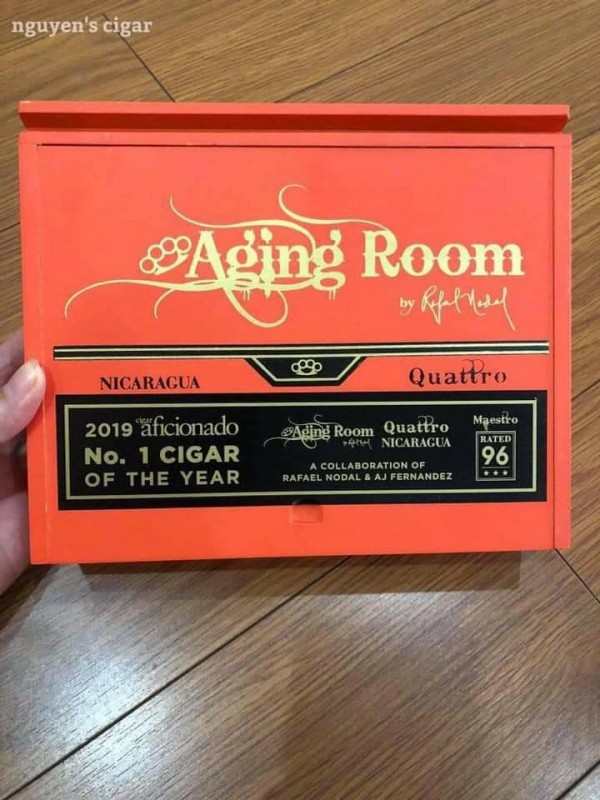 nguyen's cigar
Aging Room
by Rafael Nodal
NICARAGUA
Quattro
2019 cigar aficionado
No. 1 CIGAR
OF THE YEAR
Aging Room Quattro
NICARAGUA
A COLLABORATION OF
RAFAEL NODAL & AJ FERNANDEZ
Maestro
RATED
96